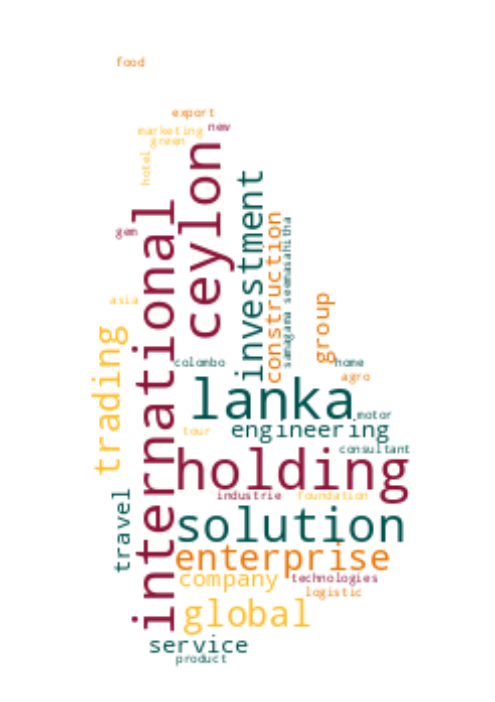 food
export
marketing
new
green
hotel
ceylon
investment
international
construction
samagama seemasahitha
gem
asia
group
trading
colombo
home
agro
lanka
motor
tour
engineering
consultant
holding
travel
industrie
foundation
solution
enterprise
company
technologies
logistic
global
service
product